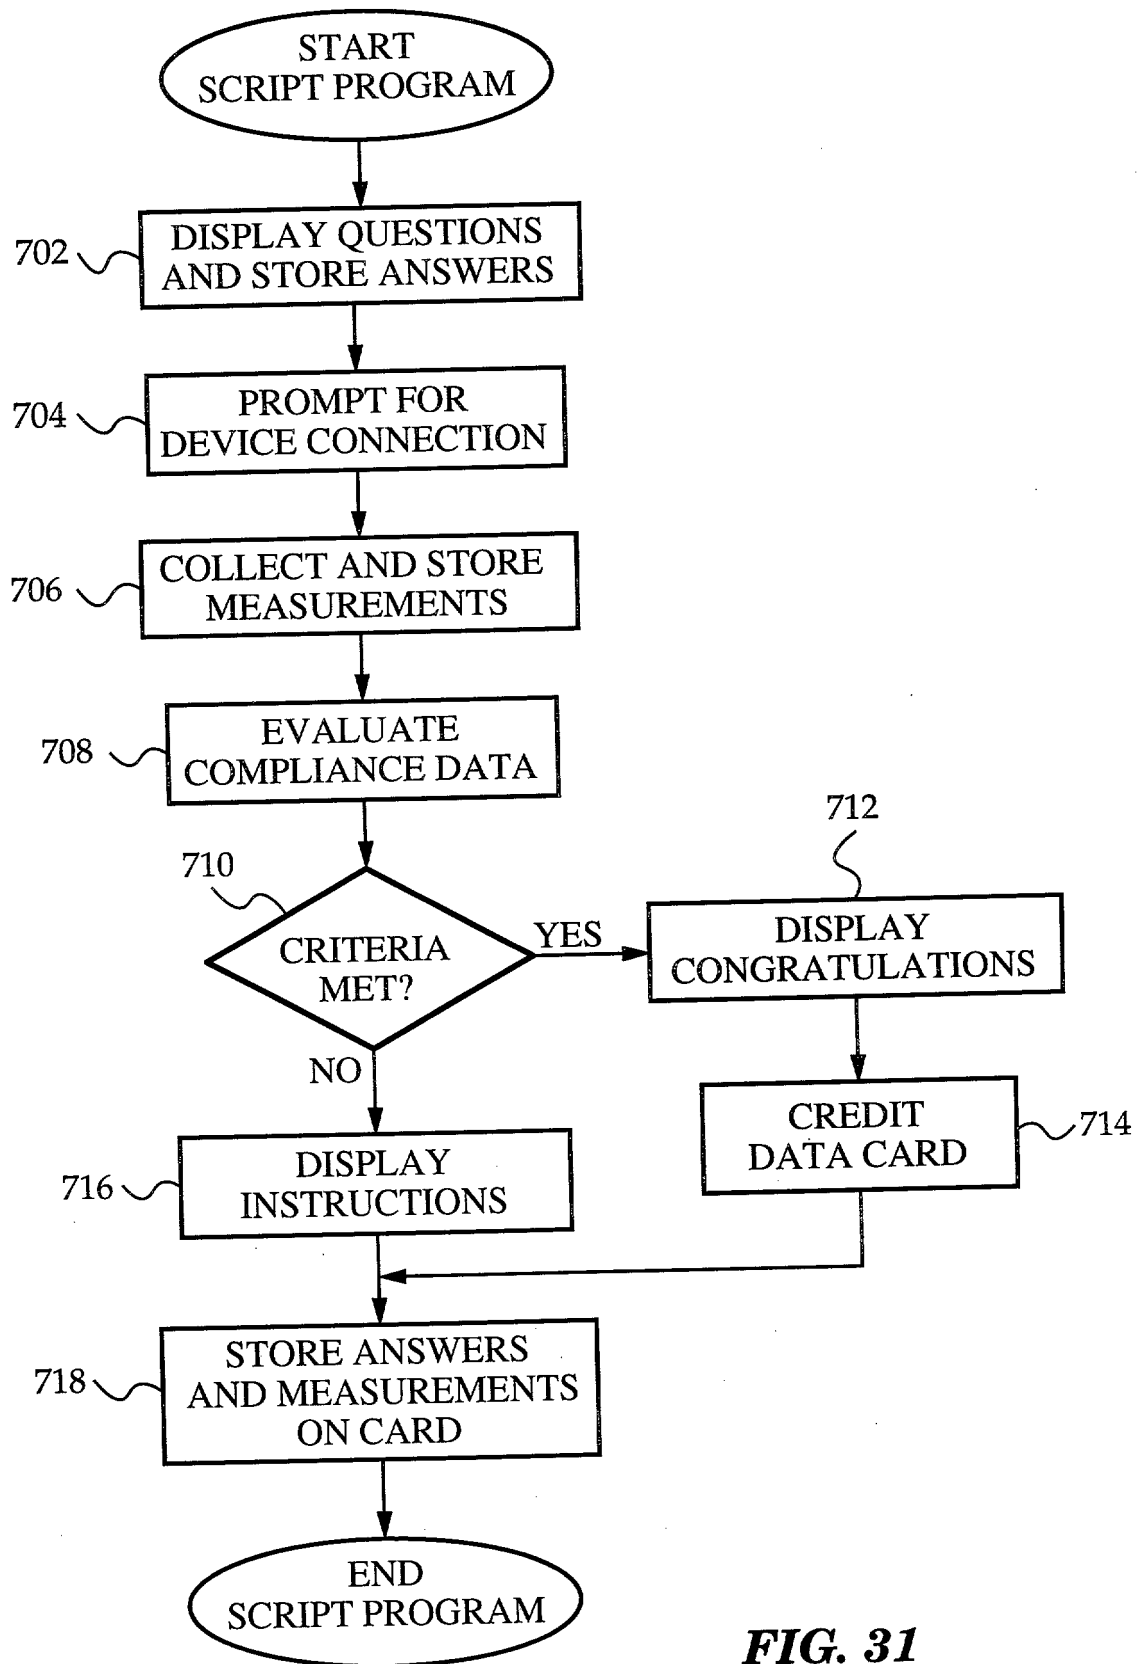 START
SCRIPT PROGRAM
702
DISPLAY QUESTIONS
AND STORE ANSWERS
704
PROMPT FOR
DEVICE CONNECTION
706
COLLECT AND STORE
MEASUREMENTS
708
EVALUATE
COMPLIANCE DATA
710
CRITERIA
MET?
YES
712
DISPLAY
CONGRATULATIONS
CREDIT
DATA CARD
714
NO
716
DISPLAY
INSTRUCTIONS
718
STORE ANSWERS
AND MEASUREMENTS
ON CARD
END
SCRIPT PROGRAM
FIG. 31